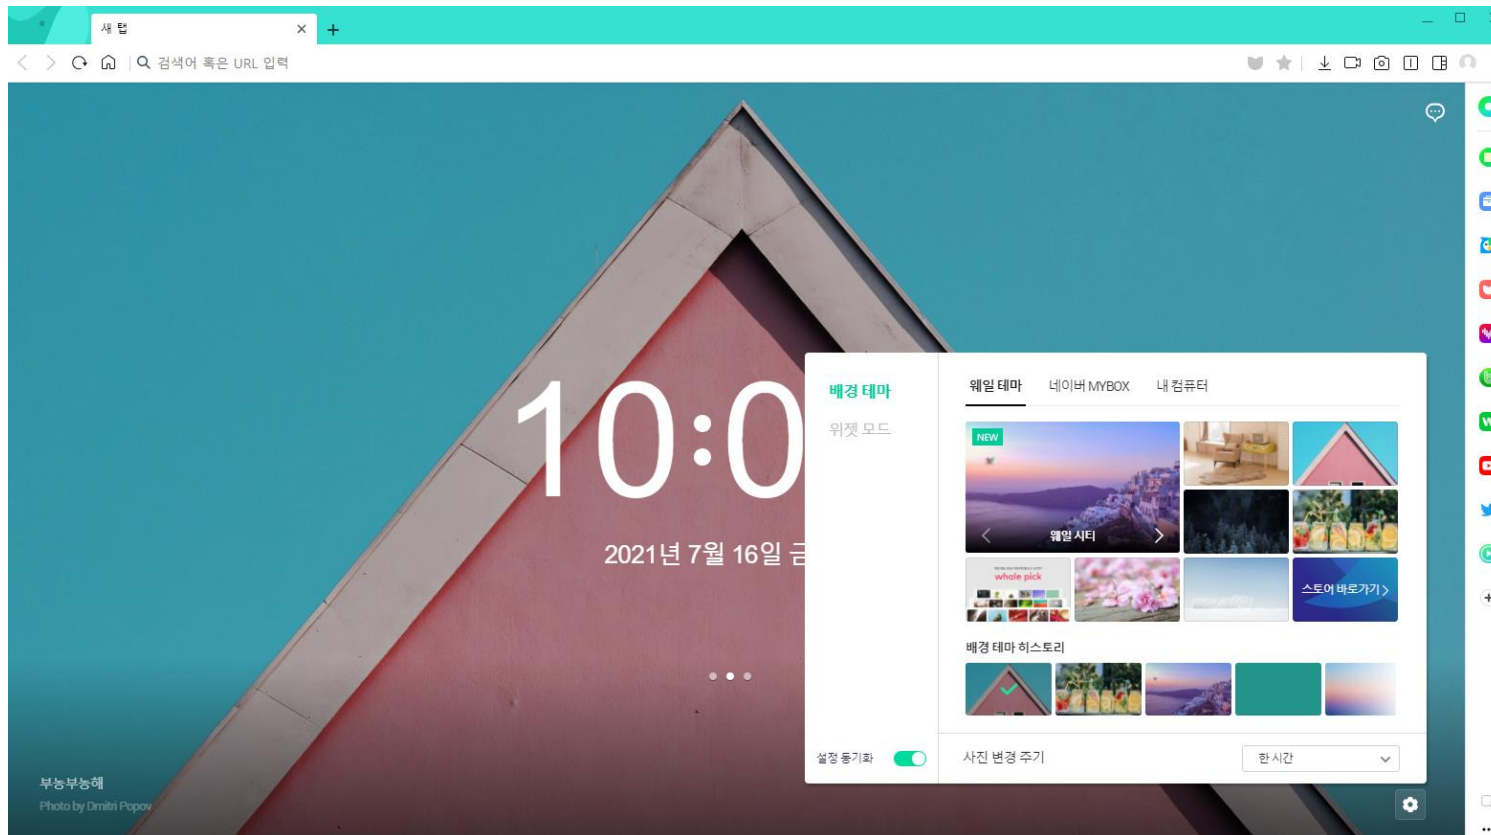 새 탭
검색어 혹은 URL 입력
10:0
2021년 7월 16일 금
부농부농해
Photo by Dmitri Popov
배경 테마
위젯 모드
설정 동기화
웨일 테마 네이버 MYBOX 내 컴퓨터
NEW
웨일 시티
whale pick
스토어 바로가기
배경 테마 히스토리
사진 변경 주기 한 시간